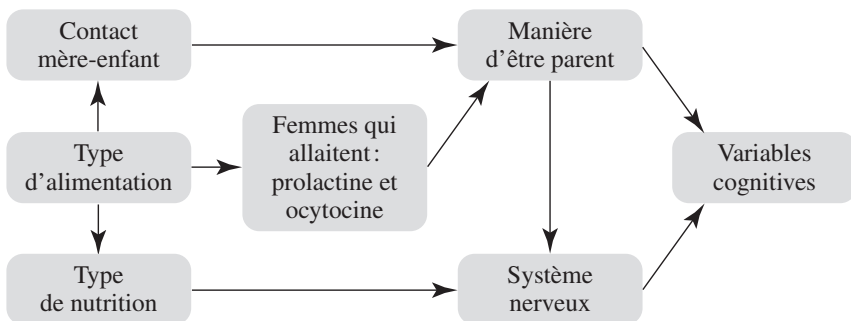 Contact
mère-enfant
Manière
d'être parent
Type
d'alimentation
Femmes qui
allaitent :
prolactine et
ocytocine
Variables
cognitives
Type
de nutrition
Système
nerveux